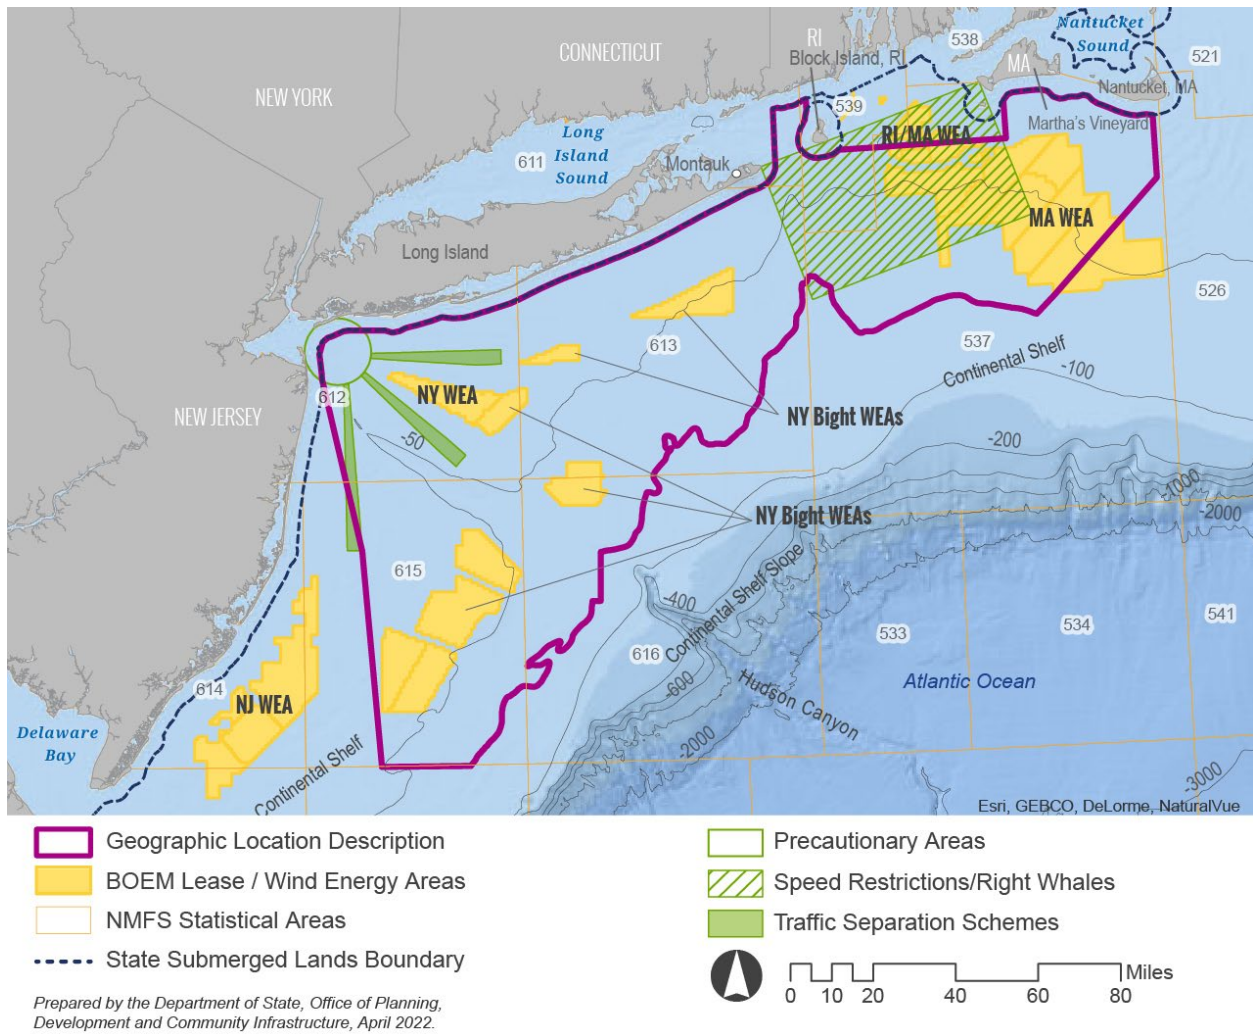 CONNECTICUT
RI
538
Nantucket
Sound
521
Block Island, RI
MA
NEW YORK
539
Nantucket, MA
RI/MA WEA
Martha's Vineyard
Long
Island
Sound
611
Montauk
MA WEA
Long Island
526
613
537
Continental Shelf
-100
NY WEA
612
NEW JERSEY
NY Bight WEAs
-50
-200
-1000
-2000
NY Bight WEAs
615
-400
Continental Shelf Slope
533
534
541
616
614
-600
Hudson Canyon
Atlantic Ocean
NJ WEA
Delaware
Bay
-2000
Continental Shelf
-3000
Esri, GEBCO, DeLorme, NaturalVue
Geographic Location Description
BOEM Lease / Wind Energy Areas
NMFS Statistical Areas
State Submerged Lands Boundary
Precautionary Areas
Speed Restrictions/Right Whales
Traffic Separation Schemes
Miles
0 10 20 40 60 80
Prepared by the Department of State, Office of Planning,
Development and Community Infrastructure, April 2022.